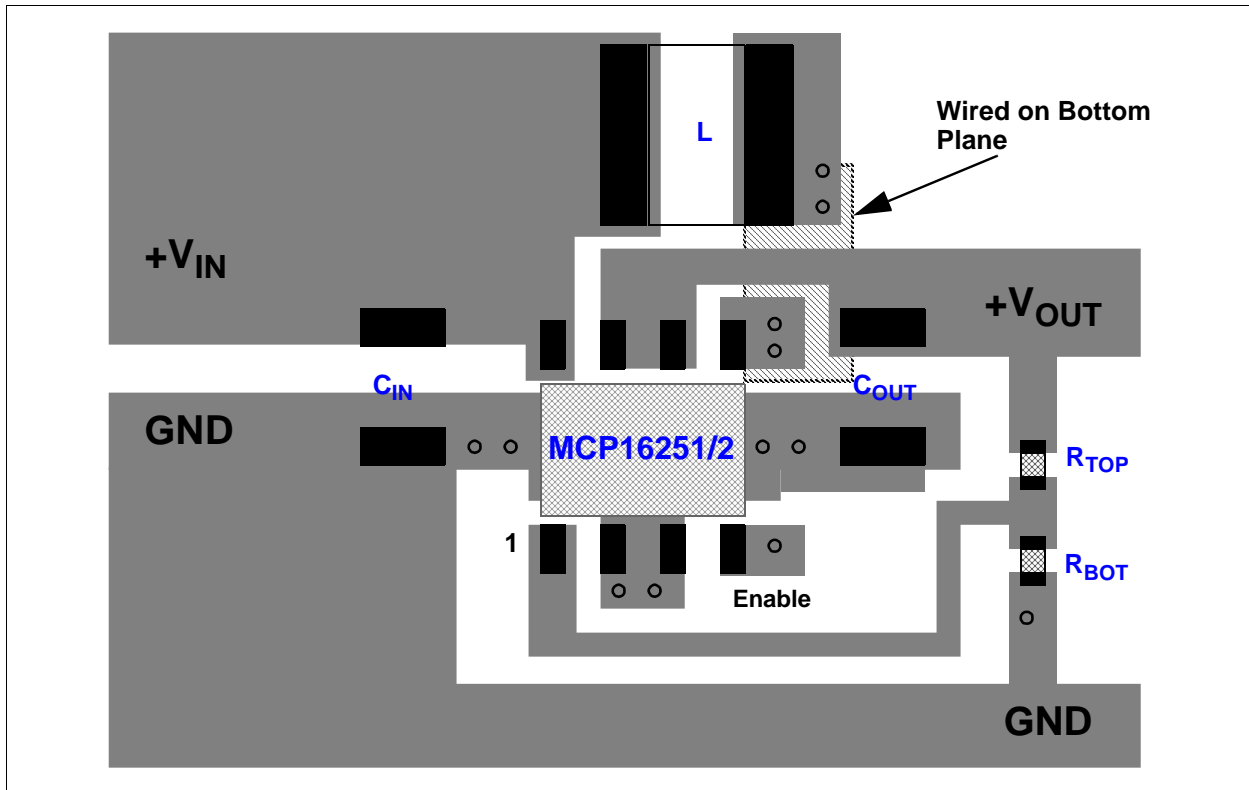 L
Wired on Bottom
Plane
+VIN
+VOUT
CIN
COUT
GND
MCP16251/2
RTOP
1
RBOT
Enable
GND